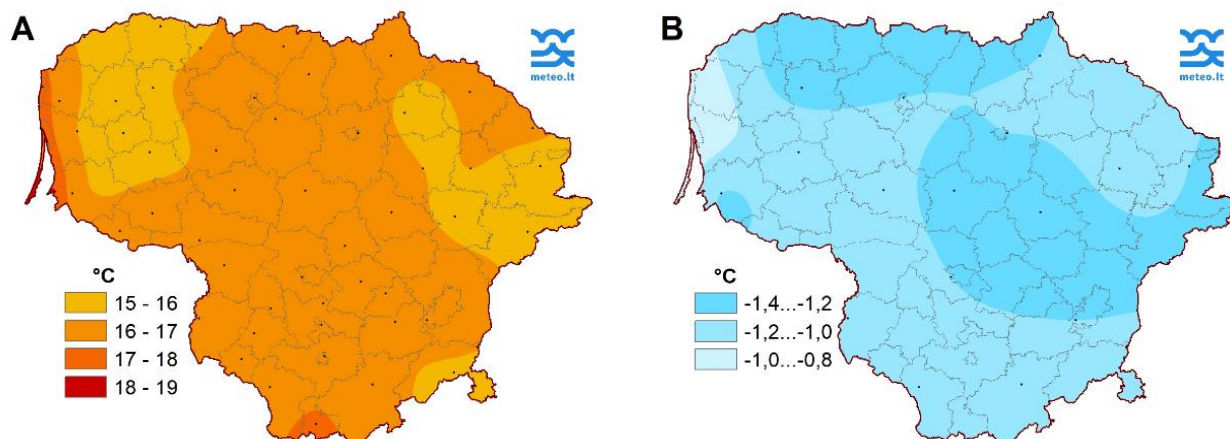 A
meteo.lt
°C
15 - 16
16 - 17
17 - 18
18 - 19
B
meteo.lt
°C
-1,4...-1,2
-1,2...-1,0
-1,0...-0,8